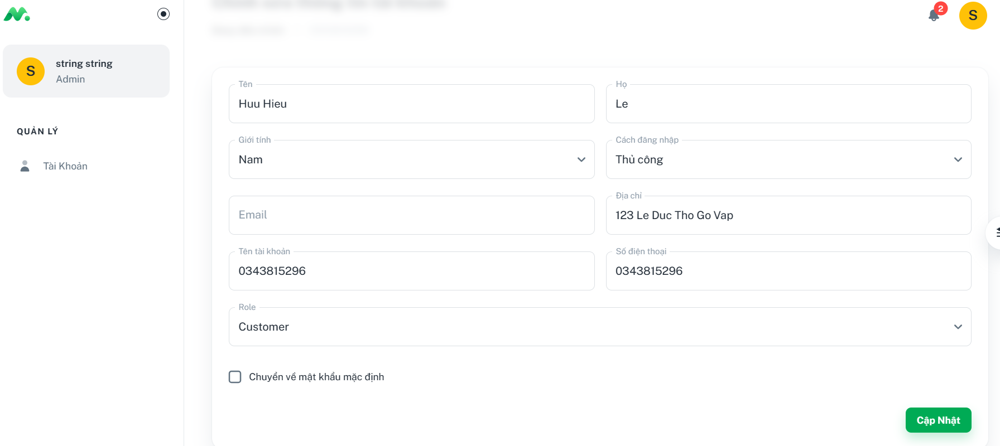 2
S
S
string string
Admin
QUẢN LÝ
Tài Khoản
Tên
Huu Hieu
Họ
Le
Giới tính
Nam
Cách đăng nhập
Thủ công
Email
Địa chỉ
123 Le Duc Tho Go Vap
Tên tài khoản
0343815296
Số điện thoại
0343815296
Role
Customer
Chuyển về mật khẩu mặc định
Cập Nhật